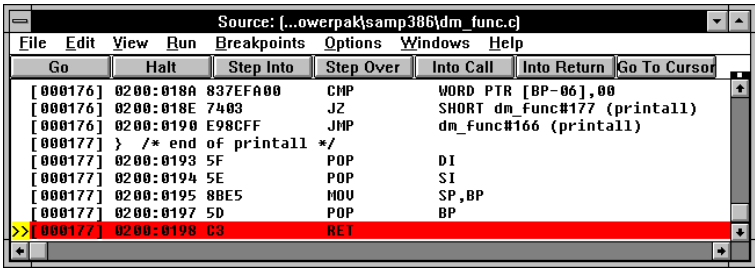 Source: (...owerpak\samp386\dm_func.c)
File Edit View Run Breakpoints Options Windows Help
Go Halt Step Into Step Over Into Call Into Return Go To Cursor
[000176] 0200:018A 837EFA00 CMP WORD PTR [BP-06],00
[000176] 0200:018E 7403 JZ SHORT dm_func#177 (printall)
[000176] 0200:0190 E98CFF JMP dm_func#166 (printall)
[000177] } /* end of printall */
[000177] 0200:0193 5F POP DI
[000177] 0200:0194 5E POP SI
[000177] 0200:0195 8BE5 MOV SP,BP
[000177] 0200:0197 5D POP BP
>>[000177] 0200:0198 C3 RET